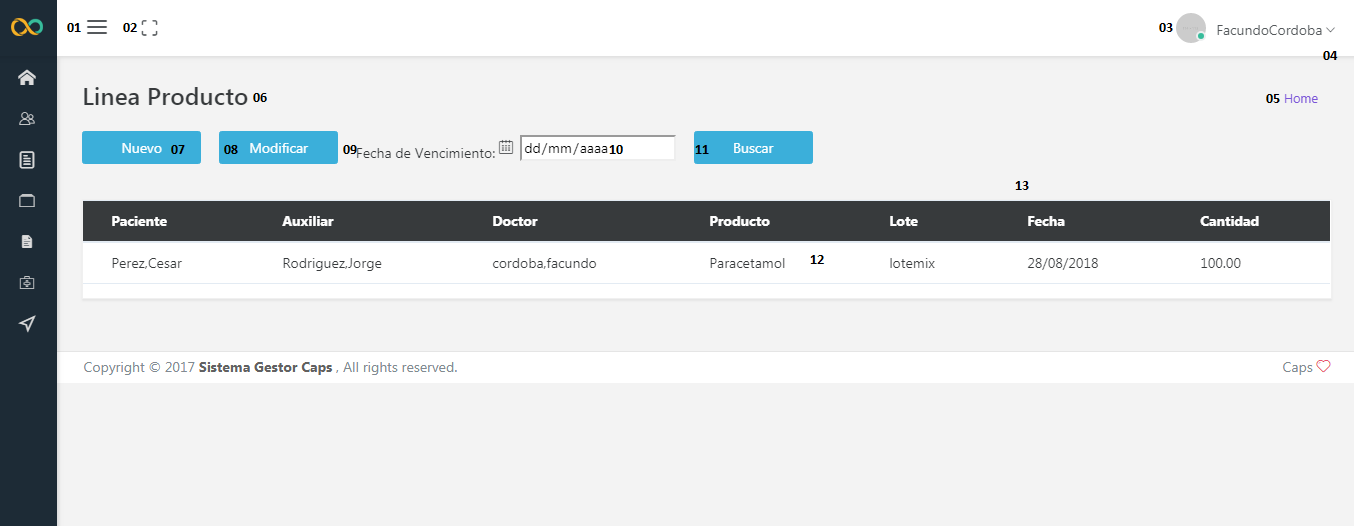 01 02 03 FacundoCordoba
04
Linea Producto 06 05 Home
Nuevo 07 08 Modificar 09 Fecha de Vencimiento: dd/mm/aaaa 10 11 Buscar
13
Paciente Auxiliar Doctor Producto Lote Fecha Cantidad
Perez,Cesar Rodriguez,Jorge cordoba,facundo Paracetamol 12 lotemix 28/08/2018 100.00
Copyright © 2017 Sistema Gestor Caps , All rights reserved. Caps